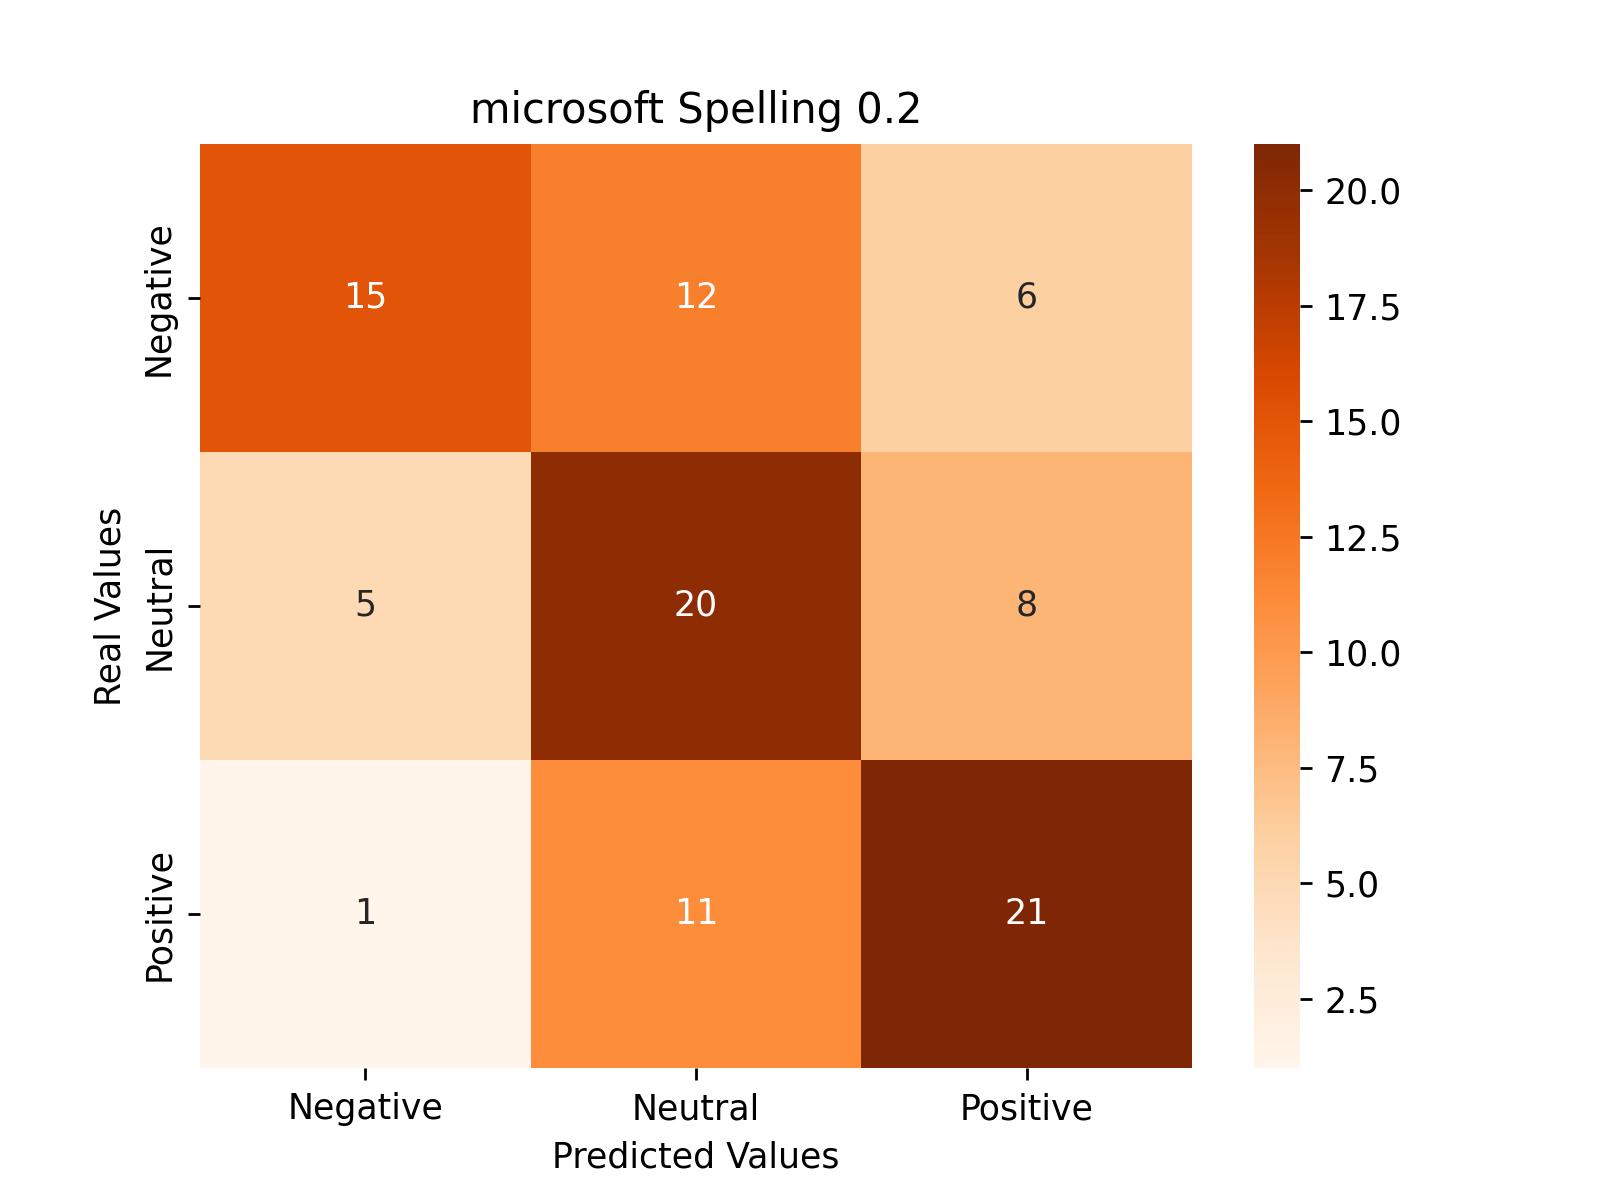 microsoft Spelling 0.2
Real Values
Negative
15 12 6
Neutral
5 20 8
Positive
1 11 21
Negative Neutral Positive
Predicted Values
20.0
17.5
15.0
12.5
10.0
7.5
5.0
2.5